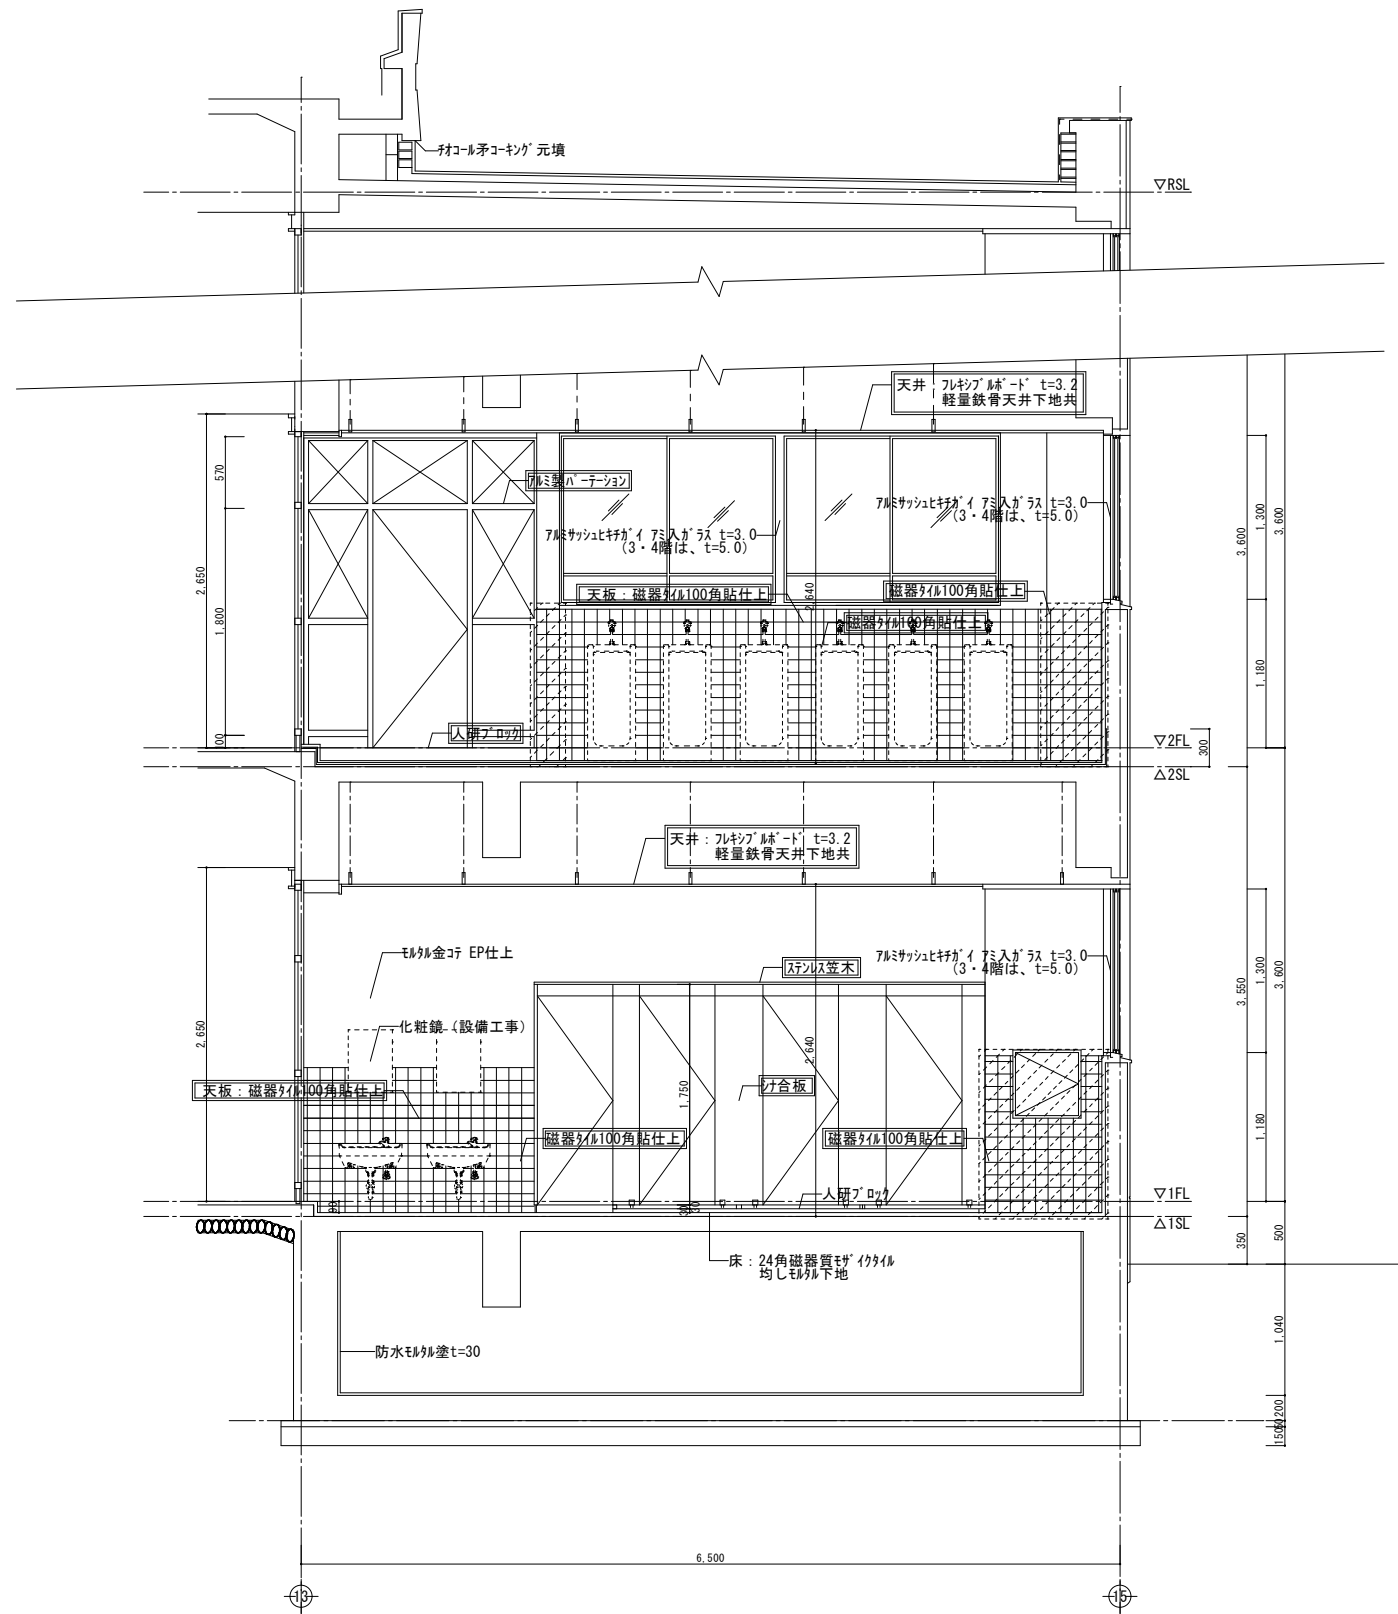 チオコール矛コーキング元墳
▽RSL
天井：フレキシブルボード t=3.2
軽量鉄骨天井下地共
570
2,650
1,800
アルミ製パーテーション
アルミサッシュヒキチガイ アミ入ガラス t=3.0
(3・4階は、t=5.0)
アルミサッシュヒキチガイ アミ入ガラス t=3.0
(3・4階は、t=5.0)
1,300
3,600
3,600
天板：磁器タイル100角貼仕上
2,640
磁器タイル100角貼仕上
磁器タイル100角貼仕上
1,180
人研ブロック
300
▽2FL
△2SL
天井：フレキシブルボード t=3.2
軽量鉄骨天井下地共
モルタル金コテ EP仕上
ステンレス笠木
アルミサッシュヒキチガイ アミ入ガラス t=3.0
(3・4階は、t=5.0)
1,300
3,550
3,600
2,650
化粧鏡（設備工事）
2,640
天板：磁器タイル100角貼仕上
1,750
シナ合板
磁器タイル100角貼仕上
磁器タイル100角貼仕上
1,180
人研ブロック
▽1FL
△1SL
350
500
床：24角磁器質モザイクタイル
均しモルタル下地
防水モルタル塗t=30
1,040
200
50
150
6,500
13
15